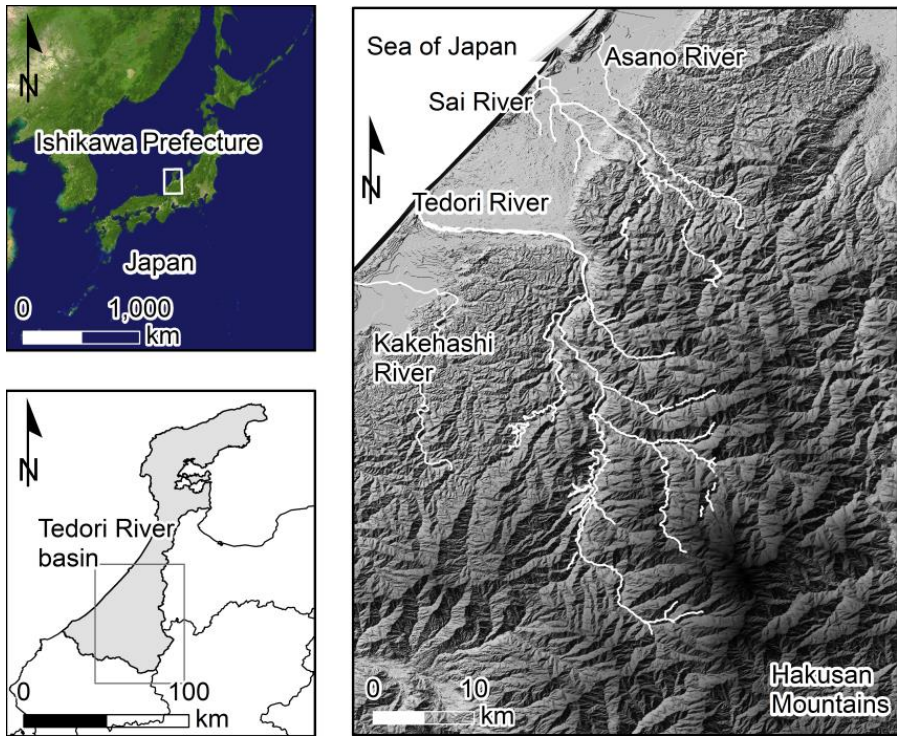 N
Ishikawa Prefecture
Japan
0 1,000
km
N
Tedori River
basin
0 100
km
Sea of Japan
Asano River
Sai River
N
Tedori River
Kakehashi
River
0 10
km
Hakusan
Mountains